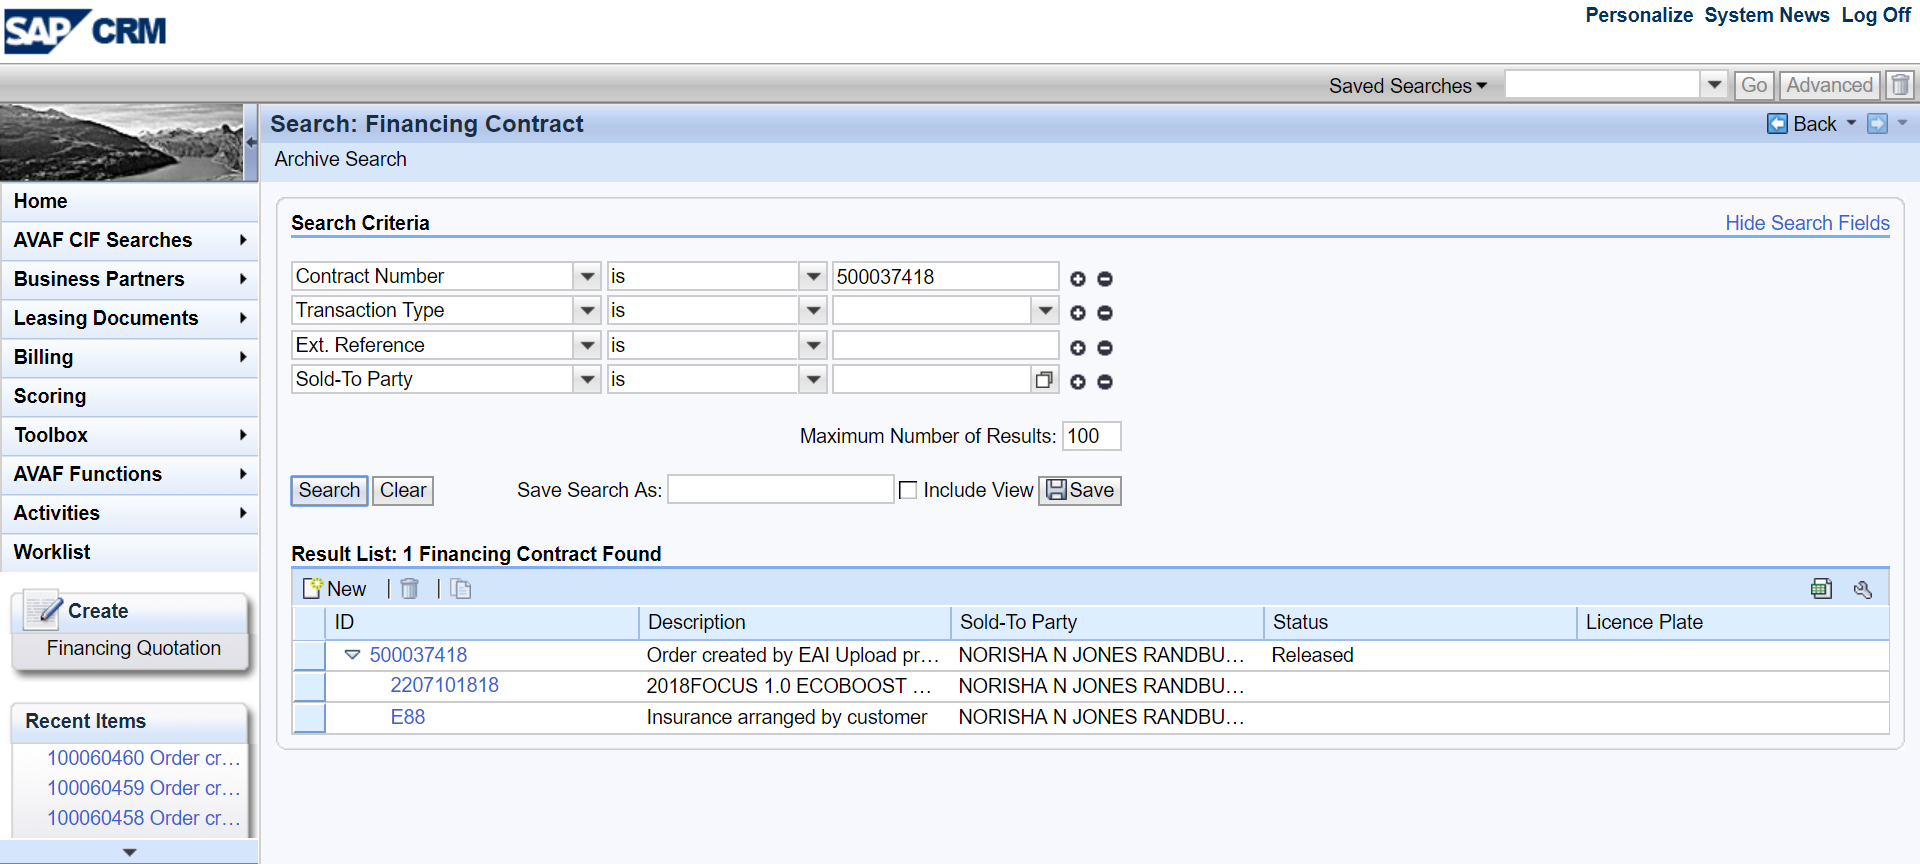 SAP CRM
Personalize System News Log Off
Saved Searches Go Advanced
Search: Financing Contract
Back
Archive Search
Home
AVAF CIF Searches
Business Partners
Leasing Documents
Billing
Scoring
Toolbox
AVAF Functions
Activities
Worklist
Create
Financing Quotation
Recent Items
100060460 Order cr...
100060459 Order cr...
100060458 Order cr...
Search Criteria
Hide Search Fields
Contract Number is 500037418
Transaction Type is
Ext. Reference is
Sold-To Party is
Maximum Number of Results: 100
Search Clear Save Search As: Include View Save
Result List: 1 Financing Contract Found
New
ID Description Sold-To Party Status Licence Plate
500037418 Order created by EAI Upload pr... NORISHA N JONES RANDBU... Released
2207101818 2018FOCUS 1.0 ECOBOOST ... NORISHA N JONES RANDBU...
E88 Insurance arranged by customer NORISHA N JONES RANDBU...